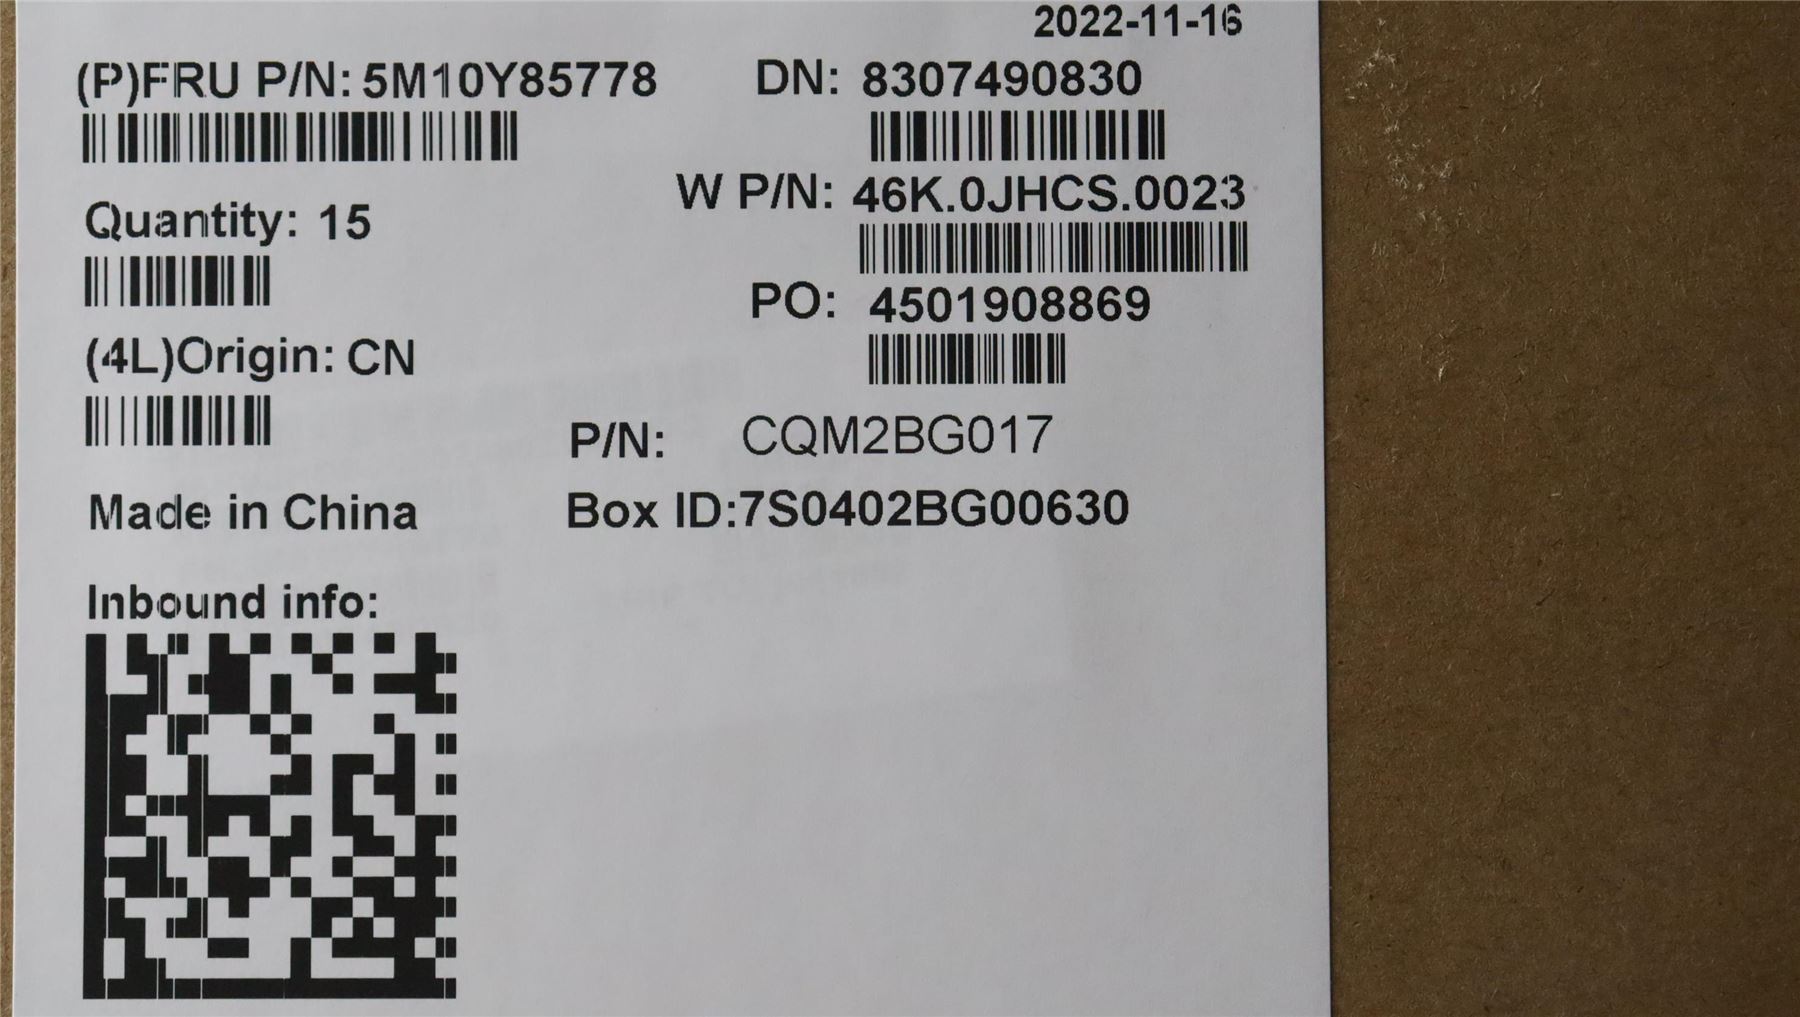 2022-11-16
(P)FRU P/N: 5M10Y85778
DN: 8307490830
W P/N: 46K.0JHCS.0023
Quantity: 15
PO: 4501908869
(4L)Origin: CN
P/N: CQM2BG017
Made in China
Box ID:7S0402BG00630
Inbound info: